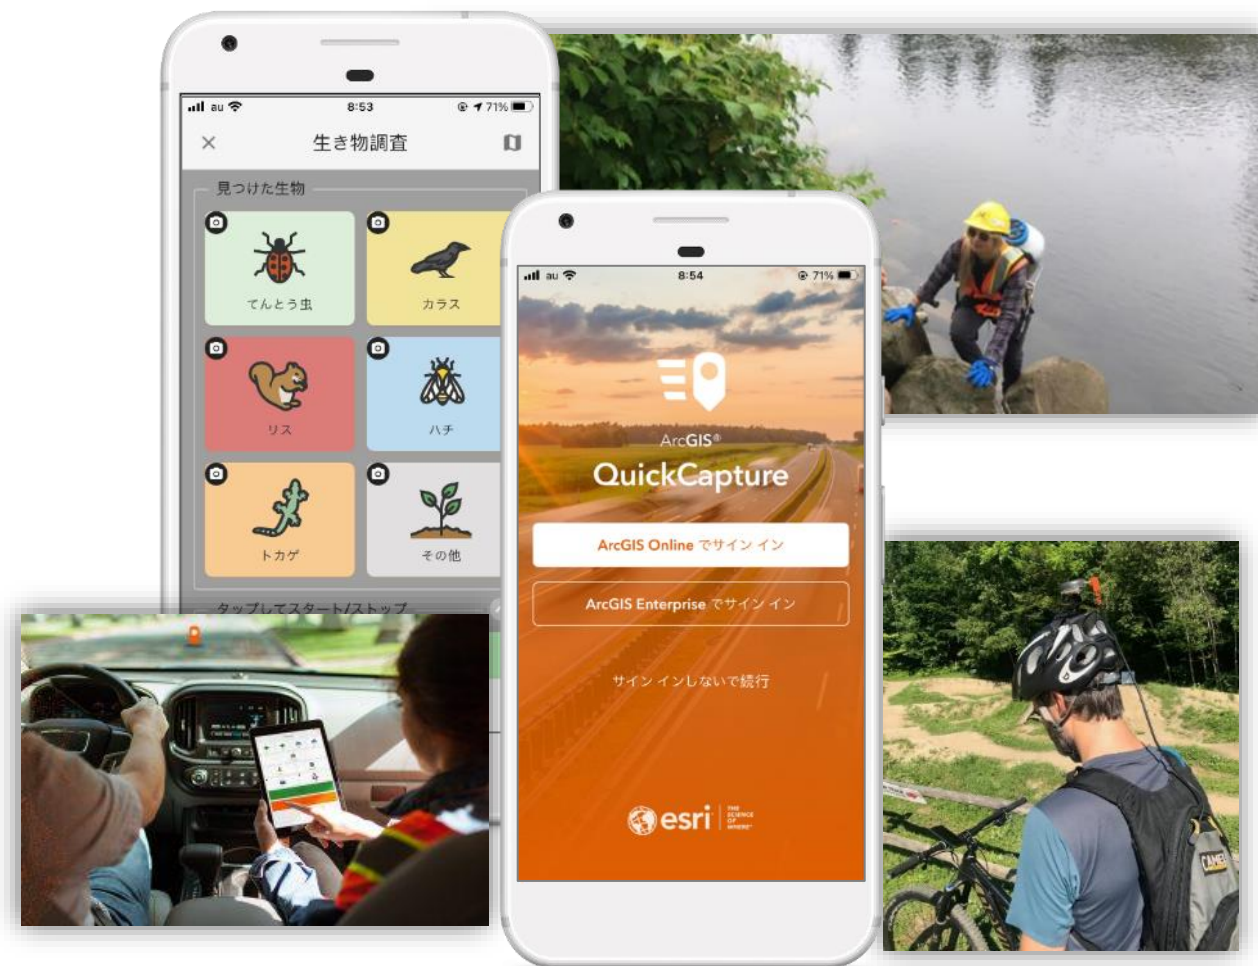 au
8:53
71%
生き物調査
見つけた生物
てんとう虫
カラス
リス
ハチ
トカゲ
その他
タップしてスタート/ストップ
au
8:54
71%
ArcGIS®
QuickCapture
ArcGIS Online でサイン イン
ArcGIS Enterprise でサイン イン
サイン インしないで続行
esri
THE
SCIENCE
OF
WHERE
CAMEL